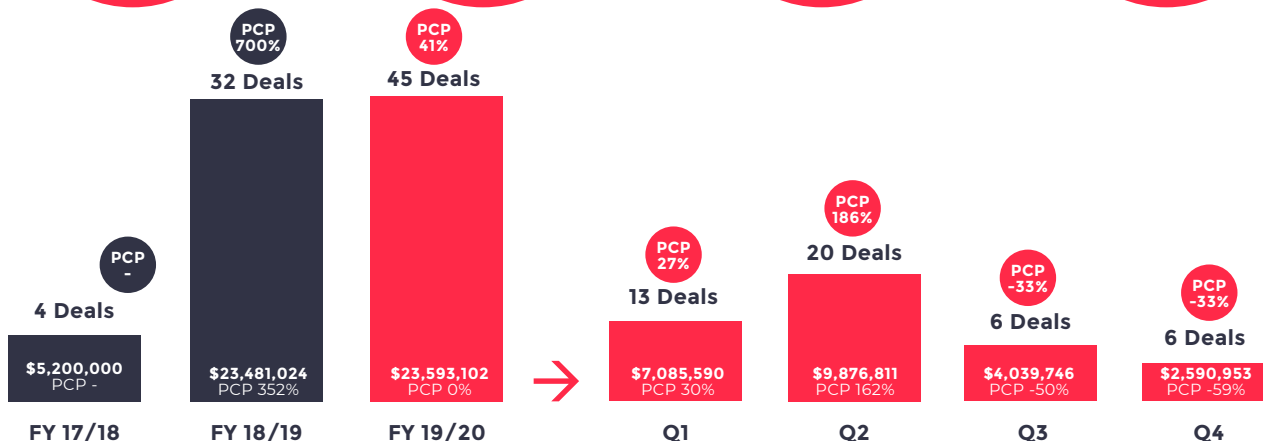 PCP
-
4 Deals
$5,200,000
PCP -
FY 17/18
PCP
700%
32 Deals
$23,481,024
PCP 352%
FY 18/19
PCP
41%
45 Deals
$23,593,102
PCP 0%
FY 19/20
PCP
27%
13 Deals
$7,085,590
PCP 30%
Q1
PCP
186%
20 Deals
$9,876,811
PCP 162%
Q2
PCP
-33%
6 Deals
$4,039,746
PCP -50%
Q3
PCP
-33%
6 Deals
$2,590,953
PCP -59%
Q4